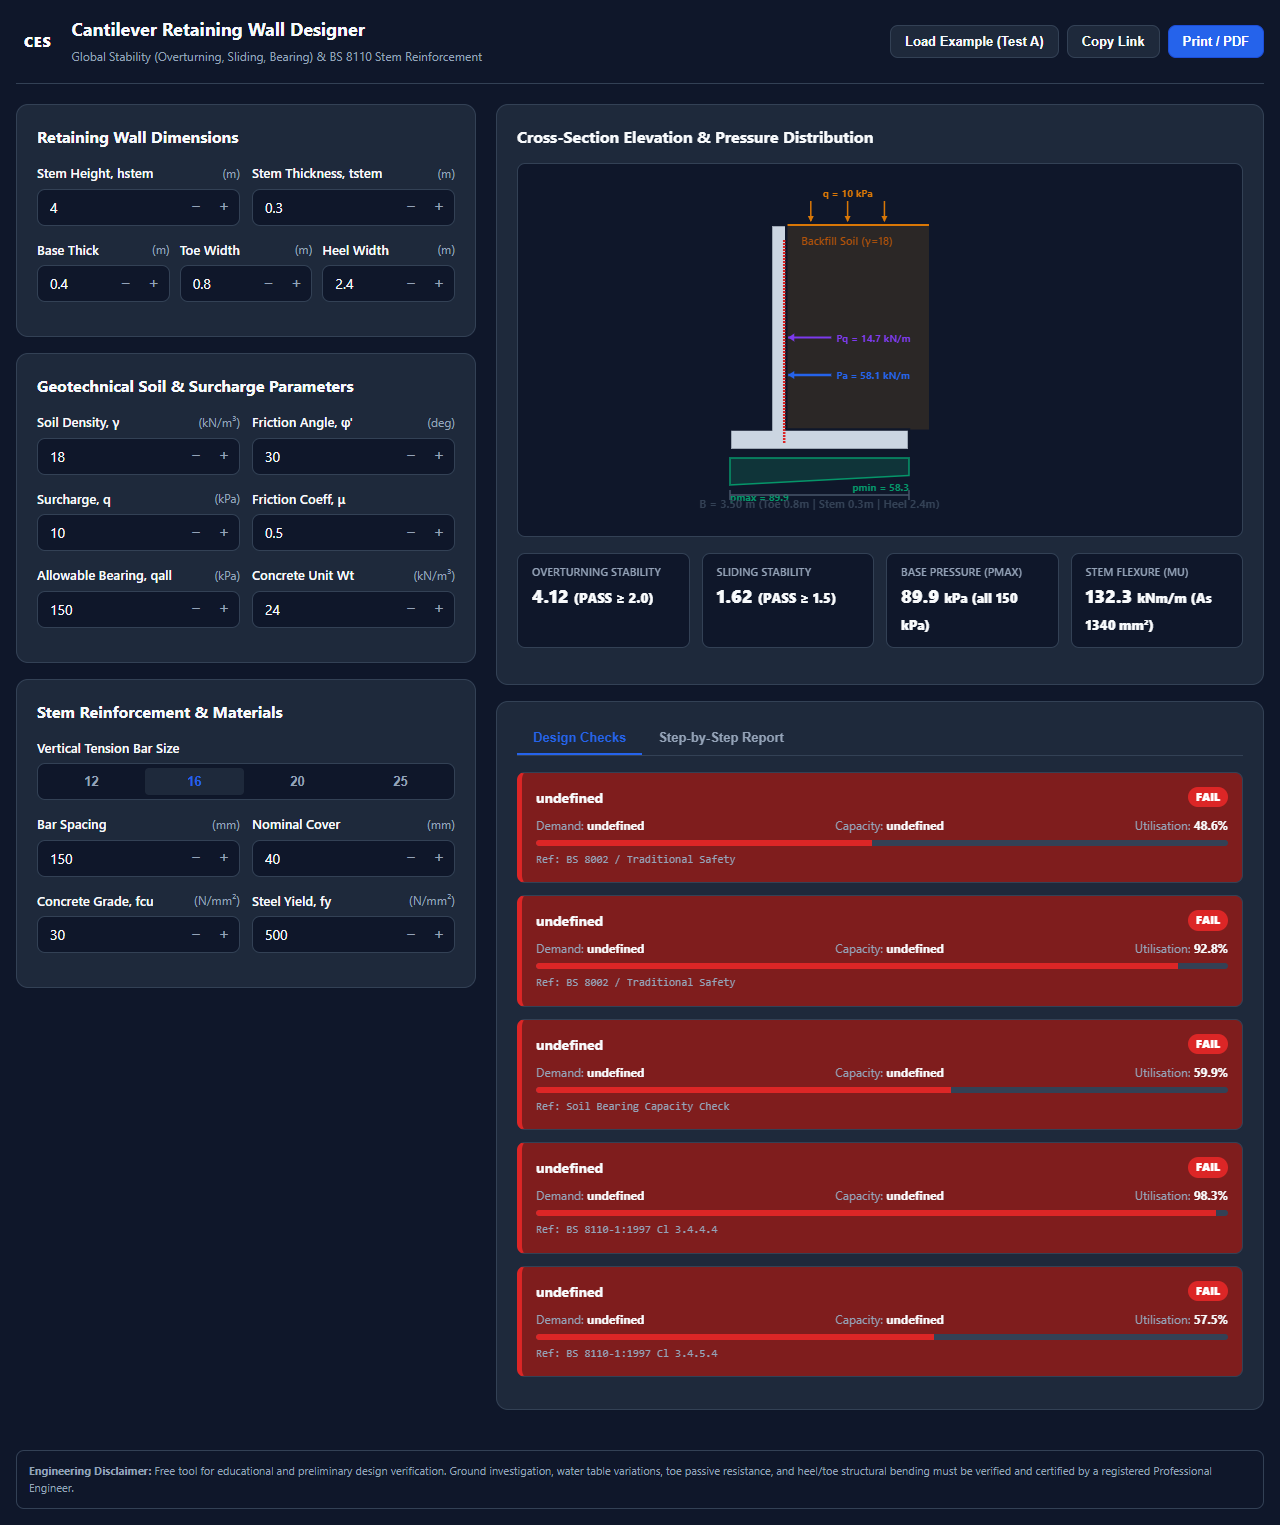 CES
Cantilever Retaining Wall Designer
Global Stability (Overturning, Sliding, Bearing) & BS 8110 Stem Reinforcement
Load Example (Test A)
Copy Link
Print / PDF
Retaining Wall Dimensions
Stem Height, hstem (m)
Stem Thickness, tstem (m)
4 − +
0.3 − +
Base Thick (m)
Toe Width (m)
Heel Width (m)
0.4 − +
0.8 − +
2.4 − +
Geotechnical Soil & Surcharge Parameters
Soil Density, γ (kN/m³)
Friction Angle, φ' (deg)
18 − +
30 − +
Surcharge, q (kPa)
Friction Coeff, μ
10 − +
0.5 − +
Allowable Bearing, qall (kPa)
Concrete Unit Wt (kN/m³)
150 − +
24 − +
Stem Reinforcement & Materials
Vertical Tension Bar Size
12 16 20 25
Bar Spacing (mm)
Nominal Cover (mm)
150 − +
40 − +
Concrete Grade, fcu (N/mm²)
Steel Yield, fy (N/mm²)
30 − +
500 − +
Cross-Section Elevation & Pressure Distribution
q = 10 kPa
Backfill Soil (γ=18)
Pq = 14.7 kN/m
Pa = 58.1 kN/m
pmin = 58.3
pmax = 89.9
B = 3.50 m (Toe 0.8m | Stem 0.3m | Heel 2.4m)
OVERTURNING STABILITY
4.12 (PASS ≥ 2.0)
SLIDING STABILITY
1.62 (PASS ≥ 1.5)
BASE PRESSURE (PMAX)
89.9 kPa (all 150
kPa)
STEM FLEXURE (MU)
132.3 kNm/m (As
1340 mm²)
Design Checks
Step-by-Step Report
undefined FAIL
Demand: undefined Capacity: undefined Utilisation: 48.6%
Ref: BS 8002 / Traditional Safety
undefined FAIL
Demand: undefined Capacity: undefined Utilisation: 92.8%
Ref: BS 8002 / Traditional Safety
undefined FAIL
Demand: undefined Capacity: undefined Utilisation: 59.9%
Ref: Soil Bearing Capacity Check
undefined FAIL
Demand: undefined Capacity: undefined Utilisation: 98.3%
Ref: BS 8110-1:1997 Cl 3.4.4.4
undefined FAIL
Demand: undefined Capacity: undefined Utilisation: 57.5%
Ref: BS 8110-1:1997 Cl 3.4.5.4
Engineering Disclaimer: Free tool for educational and preliminary design verification. Ground investigation, water table variations, toe passive resistance, and heel/toe structural bending must be verified and certified by a registered Professional
Engineer.